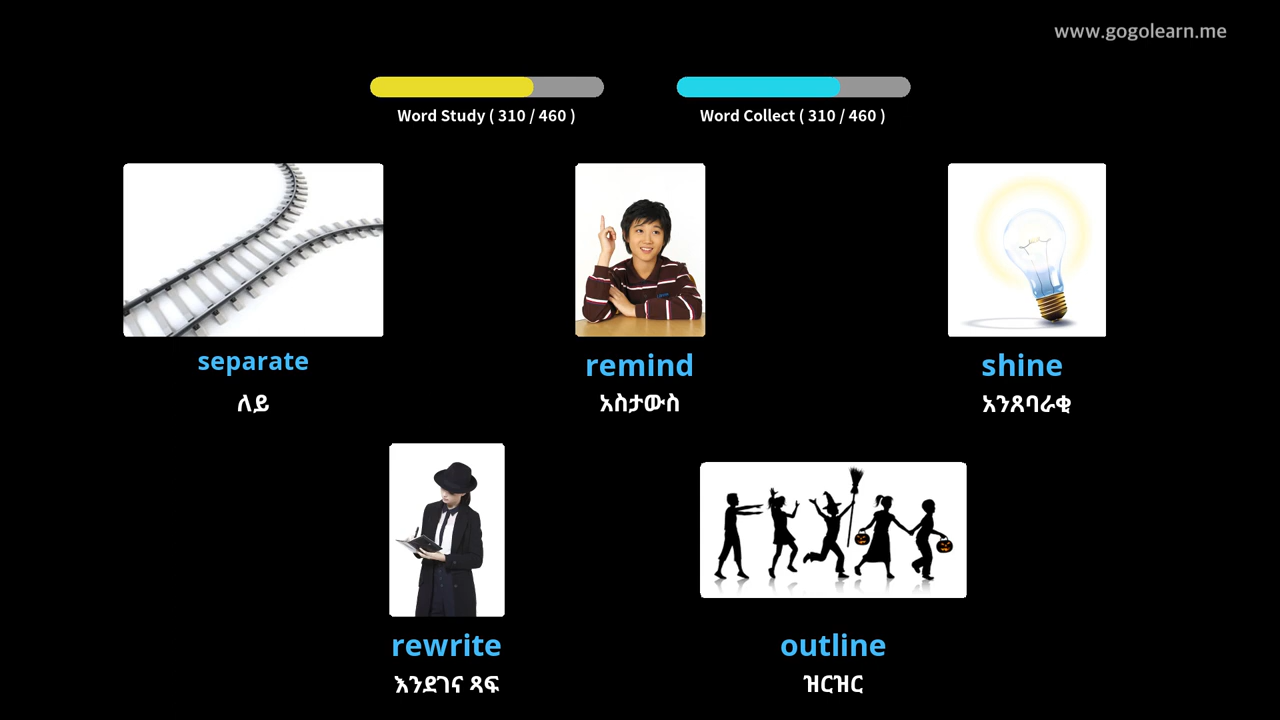 www.gogolearn.me
Word Study ( 310 / 460 )
Word Collect ( 310 / 460 )
separate
ለይ
remind
አስታውስ
shine
አንጸባራቂ
rewrite
እንደገና ጻፍ
outline
ዝርዝር